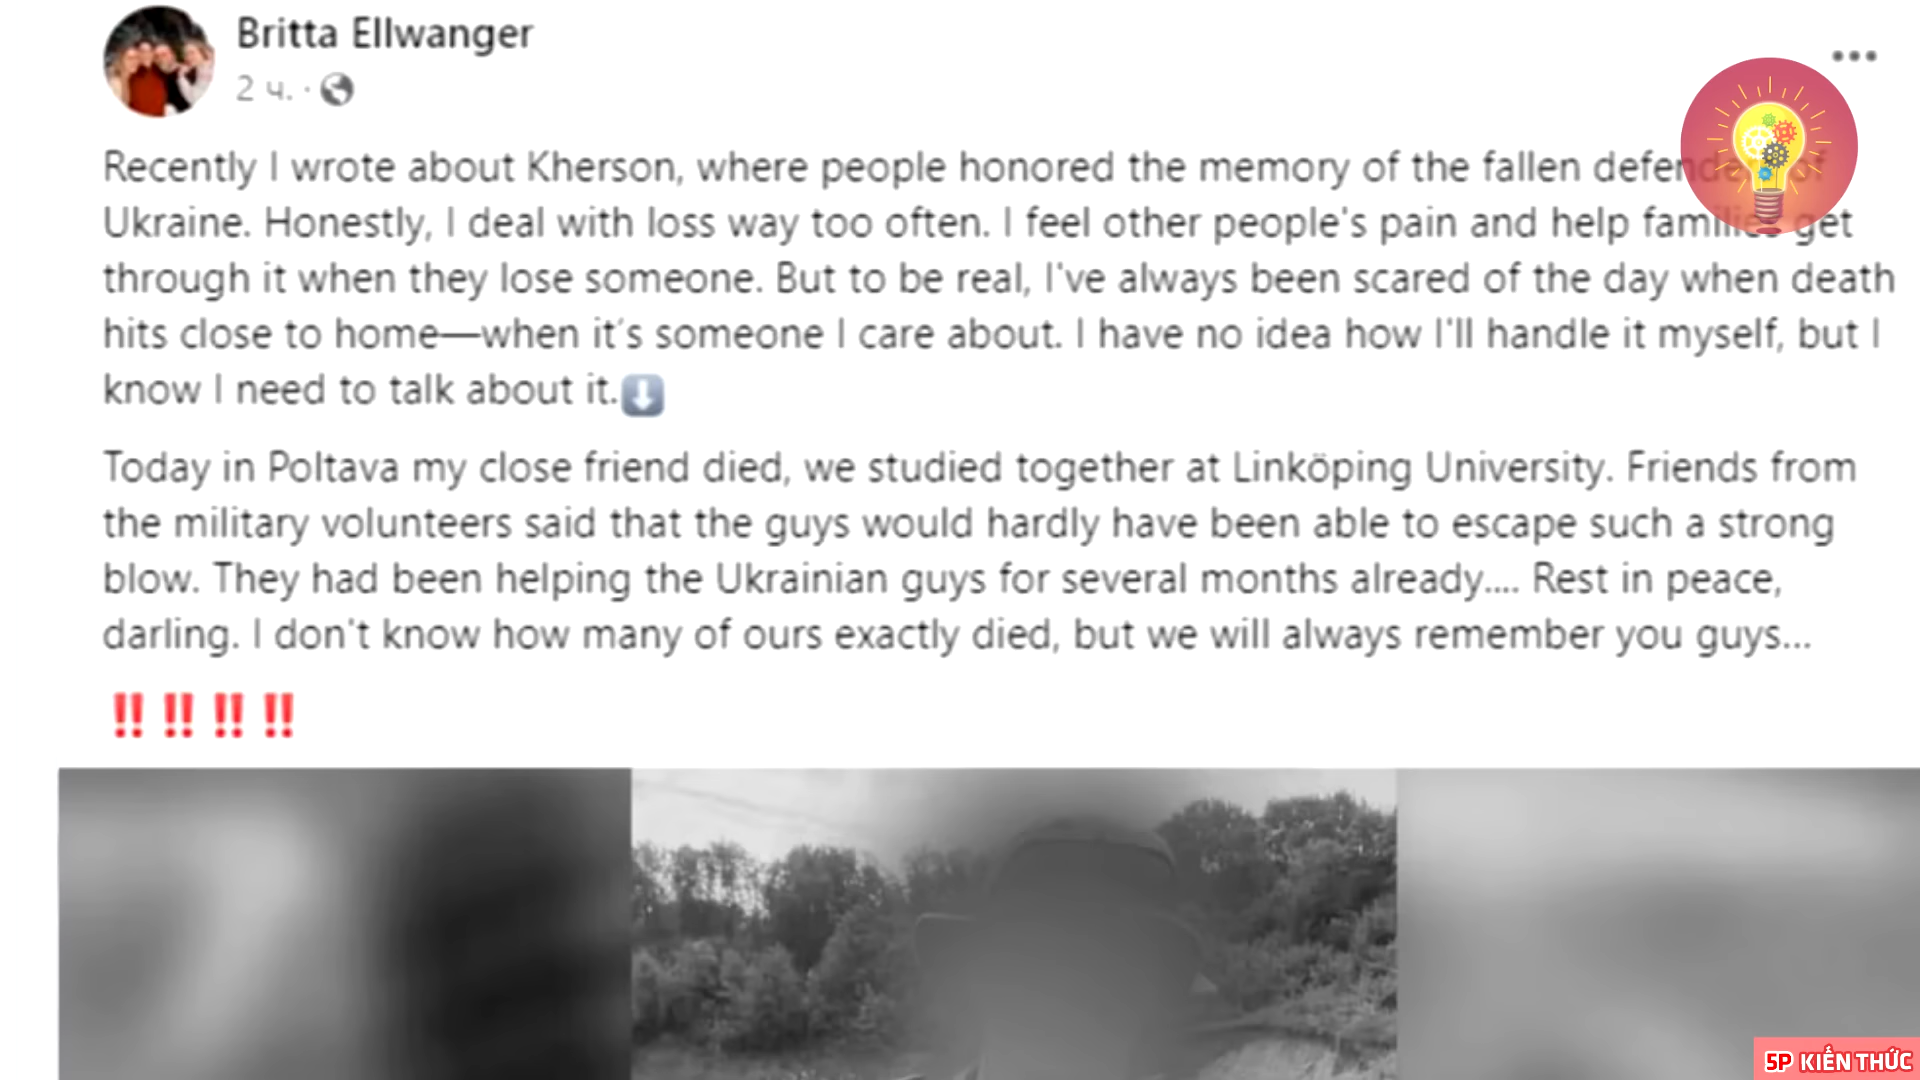 Britta Ellwanger
2 ч. ·
Recently I wrote about Kherson, where people honored the memory of the fallen of
Ukraine. Honestly, I deal with loss way too often. I feel other people's pain and help families get
through it when they lose someone. But to be real, I've always been scared of the day when death
hits close to home—when it's someone I care about. I have no idea how I'll handle it myself, but I
know I need to talk about it.⬇️
Today in Poltava my close friend died, we studied together at Linköping University. Friends from
the military volunteers said that the guys would hardly have been able to escape such a strong
blow. They had been helping the Ukrainian guys for several months already.... Rest in peace,
darling. I don't know how many of ours exactly died, but we will always remember you guys...
‼️‼️‼️‼️
5P KIẾN THỨC